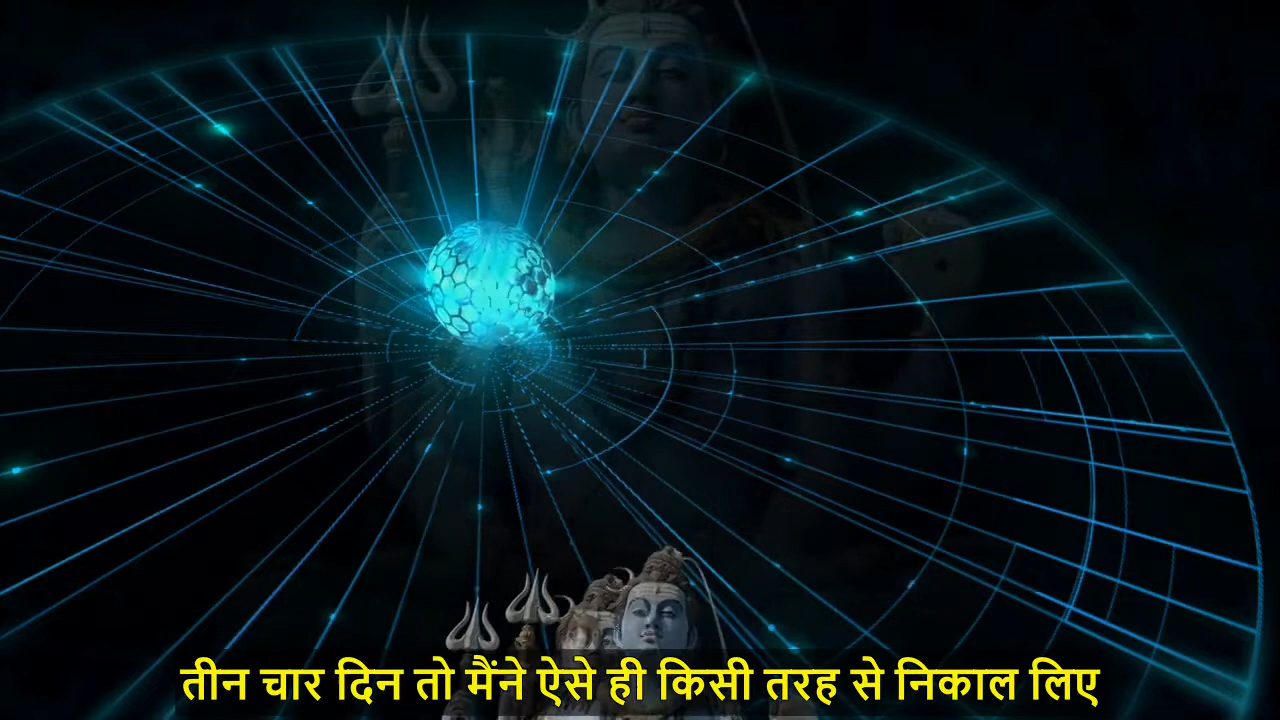 तीन चार दिन तो मैंने ऐसे ही किसी तरह से निकाल लिए